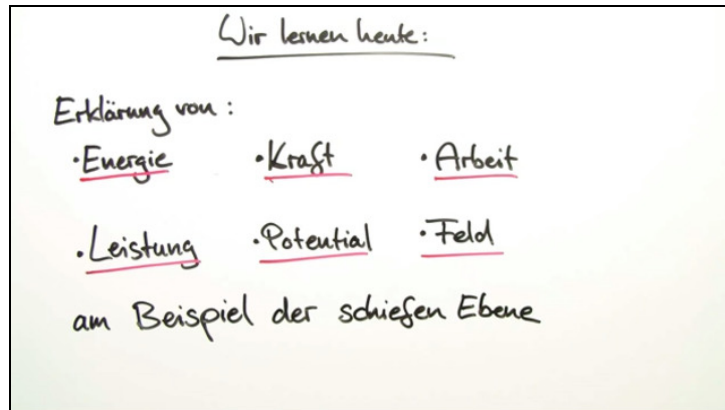 Wir lernen heute:
Erklärung von:
·Energie ·Kraft ·Arbeit
·Leistung ·Potential ·Feld
am Beispiel der schiefen Ebene